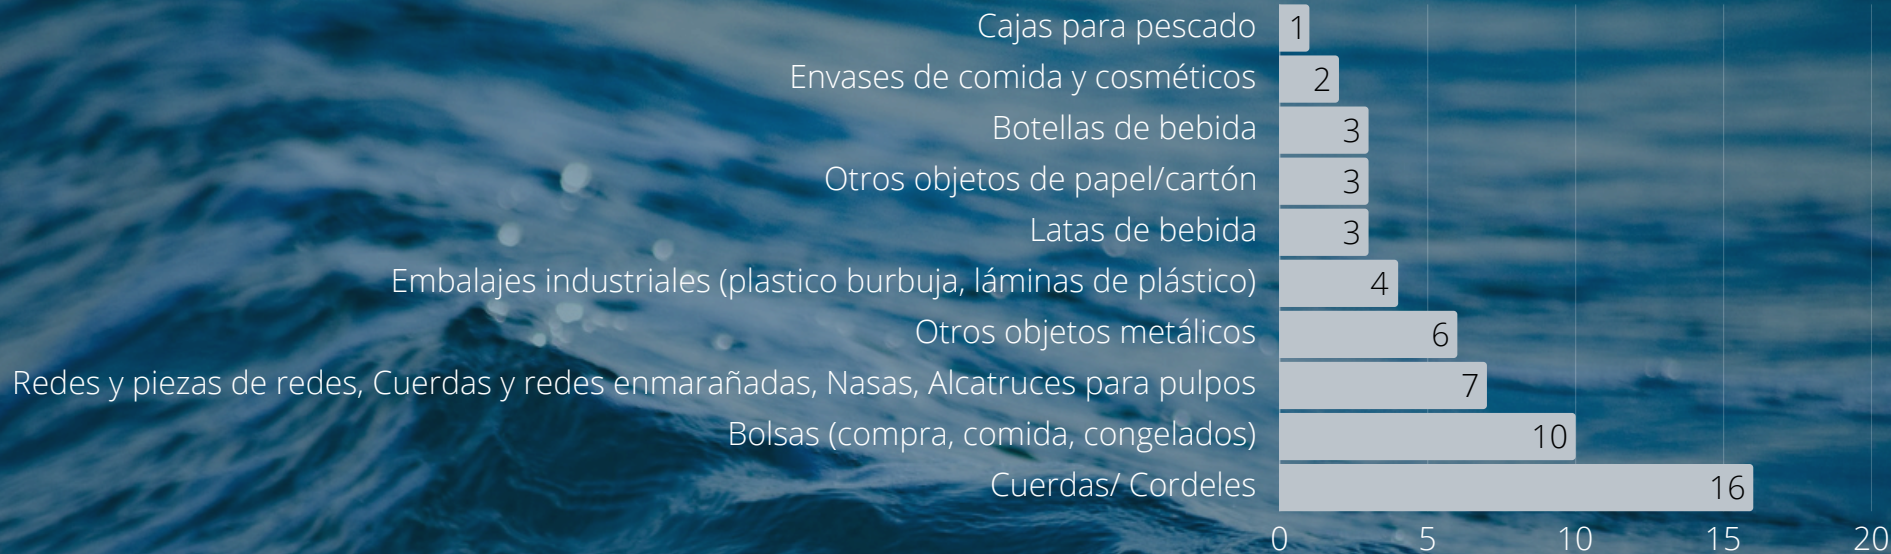 Cajas para pescado 1
Envases de comida y cosméticos 2
Botellas de bebida 3
Otros objetos de papel/cartón 3
Latas de bebida 3
Embalajes industriales (plastico burbuja, láminas de plástico) 4
Otros objetos metálicos 6
Redes y piezas de redes, Cuerdas y redes enmarañadas, Nasas, Alcatruces para pulpos 7
Bolsas (compra, comida, congelados) 10
Cuerdas/ Cordeles 16
0 5 10 15 20